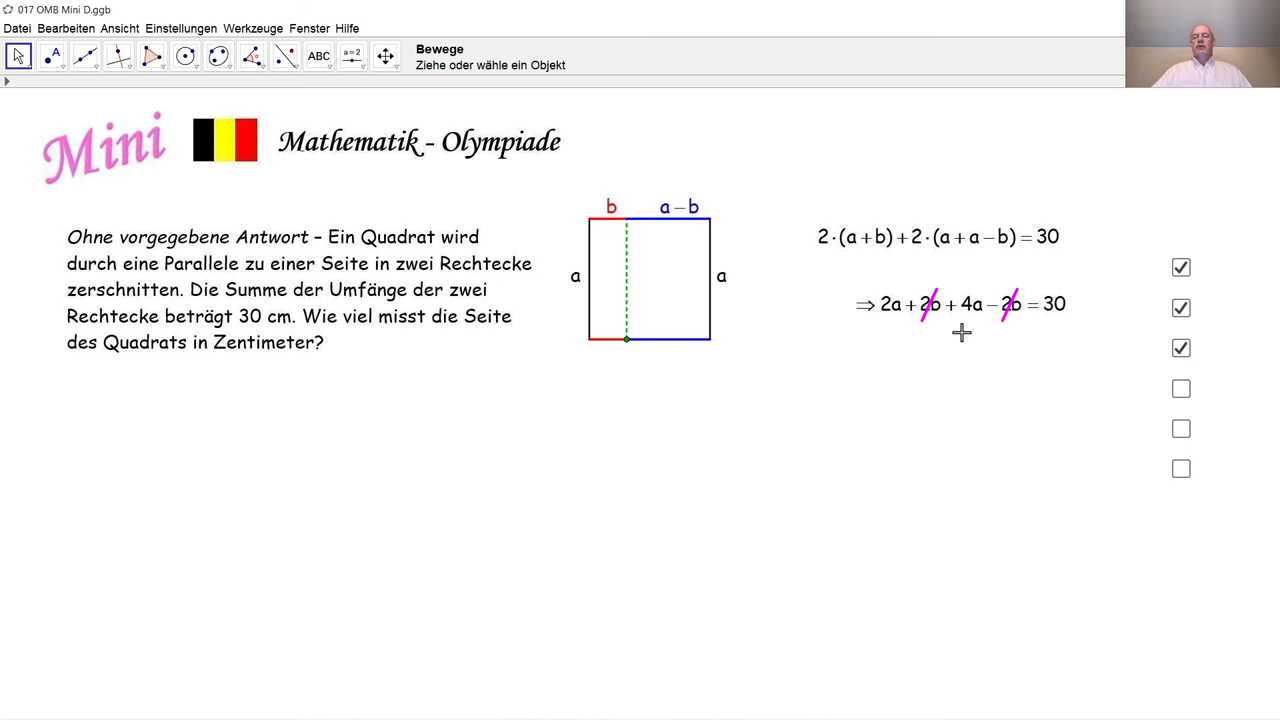 017 OMB Mini D.ggb
Datei Bearbeiten Ansicht Einstellungen Werkzeuge Fenster Hilfe
A
ABC
a=2
Bewege
Ziehe oder wähle ein Objekt
Mini
Mathematik - Olympiade
Ohne vorgegebene Antwort – Ein Quadrat wird
durch eine Parallele zu einer Seite in zwei Rechtecke
zerschnitten. Die Summe der Umfänge der zwei
Rechtecke beträgt 30 cm. Wie viel misst die Seite
des Quadrats in Zentimeter?
b a−b
a a
2·(a+b)+2·(a+a−b)=30
⇒ 2a+2b+4a−2b=30